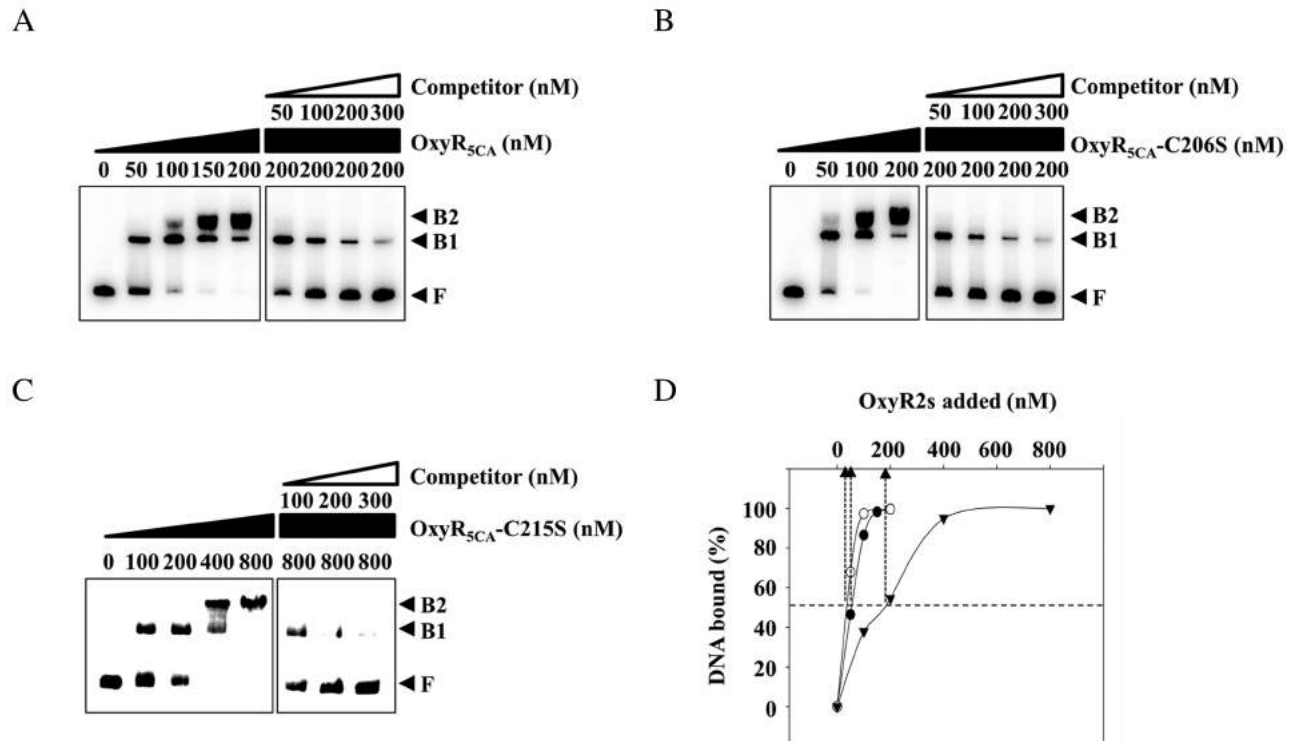 A
Competitor (nM)
50 100 200 300
OxyR5CA (nM)
0 50 100 150 200 200 200 200 200
B2
B1
F
B
Competitor (nM)
50 100 200 300
OxyR5CA-C206S (nM)
0 50 100 200 200 200 200 200
B2
B1
F
C
Competitor (nM)
100 200 300
OxyR5CA-C215S (nM)
0 100 200 400 800 800 800 800
B2
B1
F
D
OxyR2s added (nM)
0 200 400 600 800
DNA bound (%)
100
80
60
40
20
0